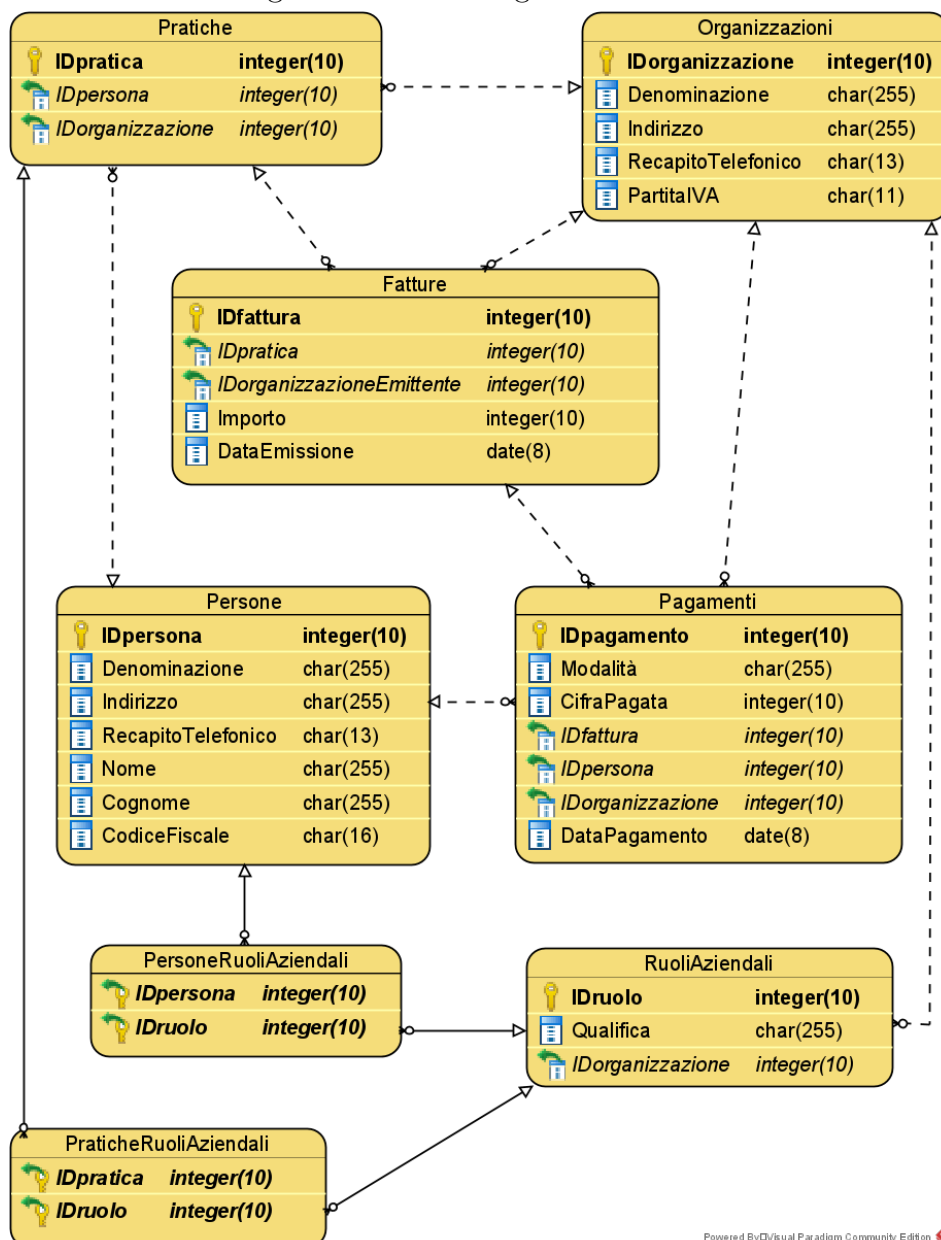 Pratiche
IDpratica integer(10)
IDpersona integer(10)
IDorganizzazione integer(10)
Organizzazioni
IDorganizzazione integer(10)
Denominazione char(255)
Indirizzo char(255)
RecapitoTelefonico char(13)
PartitaIVA char(11)
Fatture
IDfattura integer(10)
IDpratica integer(10)
IDorganizzazioneEmittente integer(10)
Importo integer(10)
DataEmissione date(8)
Persone
IDpersona integer(10)
Denominazione char(255)
Indirizzo char(255)
RecapitoTelefonico char(13)
Nome char(255)
Cognome char(255)
CodiceFiscale char(16)
Pagamenti
IDpagamento integer(10)
Modalità char(255)
CifraPagata integer(10)
IDfattura integer(10)
IDpersona integer(10)
IDorganizzazione integer(10)
DataPagamento date(8)
PersoneRuoliAziendali
IDpersona integer(10)
IDruolo integer(10)
RuoliAziendali
IDruolo integer(10)
Qualifica char(255)
IDorganizzazione integer(10)
PraticheRuoliAziendali
IDpratica integer(10)
IDruolo integer(10)
Powered By Visual Paradigm Community Edition